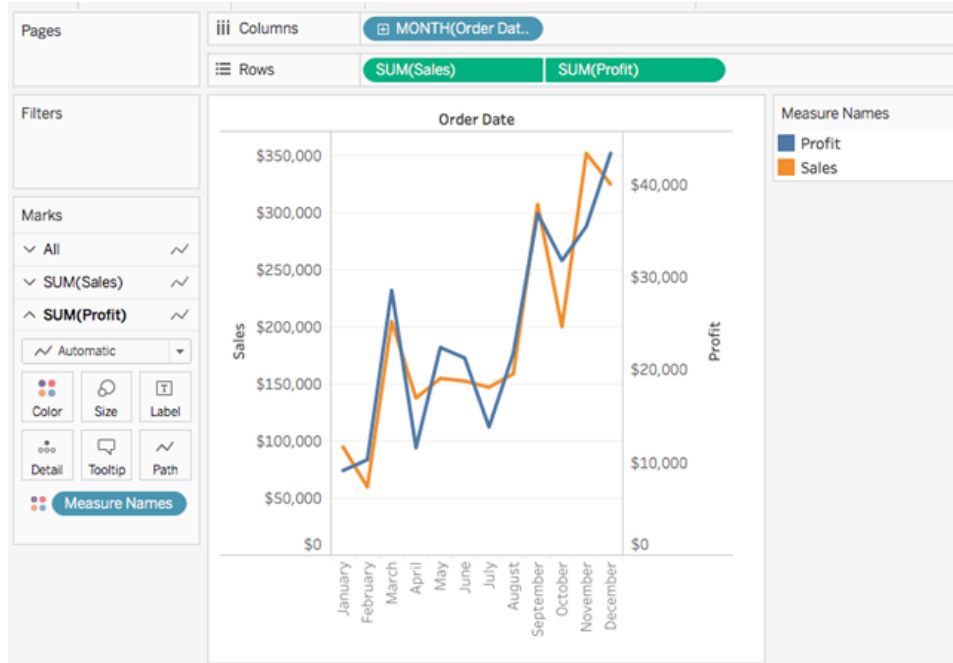 Pages
Columns
MONTH(Order Dat..
Rows
SUM(Sales)
SUM(Profit)
Filters
Marks
All
SUM(Sales)
SUM(Profit)
Automatic
Color
Size
Label
Detail
Tooltip
Path
Measure Names
Order Date
Sales
$350,000
$300,000
$250,000
$200,000
$150,000
$100,000
$50,000
$0
Profit
$40,000
$30,000
$20,000
$10,000
$0
January
February
March
April
May
June
July
August
September
October
November
December
Measure Names
Profit
Sales